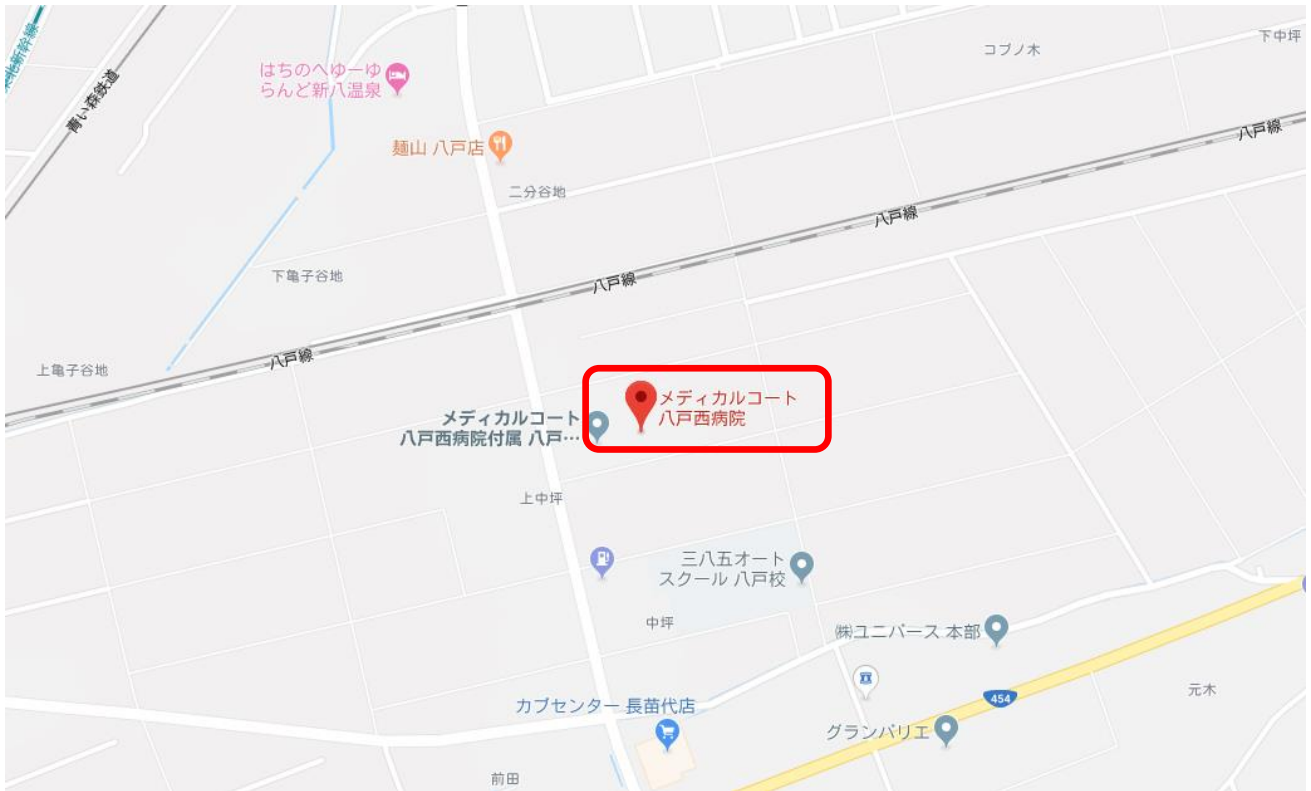 東北新幹線
青い森鉄道
はちのへゆーゆ
らんど新八温泉
コブノ木
下中坪
麺山 八戸店
八戸線
二分谷地
八戸線
下亀子谷地
八戸線
八戸線
上亀子谷地
メディカルコート
八戸西病院
メディカルコート
八戸西病院付属 八戸…
上中坪
三八五オート
スクール 八戸校
中坪
㈱ユニバース 本部
カブセンター 長苗代店
454
元木
グランパリエ
前田